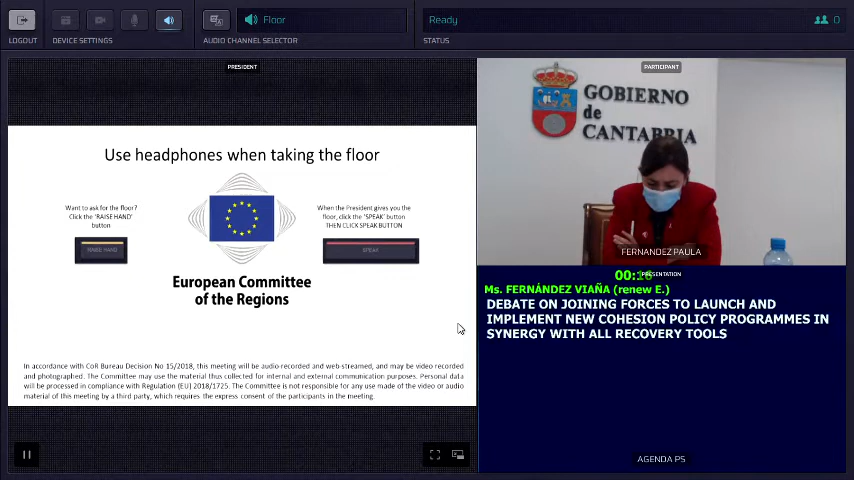 LOGOUT
DEVICE SETTINGS
Floor
AUDIO CHANNEL SELECTOR
Ready
STATUS
0
PRESIDENT
Use headphones when taking the floor
Want to ask for the floor?
Click the 'RAISE HAND'
button
RAISE HAND
When the President gives you the
floor, click the 'SPEAK' button
THEN CLICK SPEAK BUTTON
SPEAK
European Committee
of the Regions
In accordance with CoR Bureau Decision No 15/2018, this meeting will be audio-recorded and web-streamed, and may be video recorded
and photographed. The Committee may use the material thus collected for internal and external communication purposes. Personal data
will be processed in compliance with Regulation (EU) 2018/1725. The Committee is not responsible for any use made of the video or audio
material of this meeting by a third party, which requires the express consent of the participants in the meeting.
PARTICIPANT
GOBIERNO
de
CANTABRIA
FERNANDEZ PAULA
PRESENTATION
Ms. FERNÁNDEZ VIAÑA (renew E.)
DEBATE ON JOINING FORCES TO LAUNCH AND
IMPLEMENT NEW COHESION POLICY PROGRAMMES IN
SYNERGY WITH ALL RECOVERY TOOLS
AGENDA PS